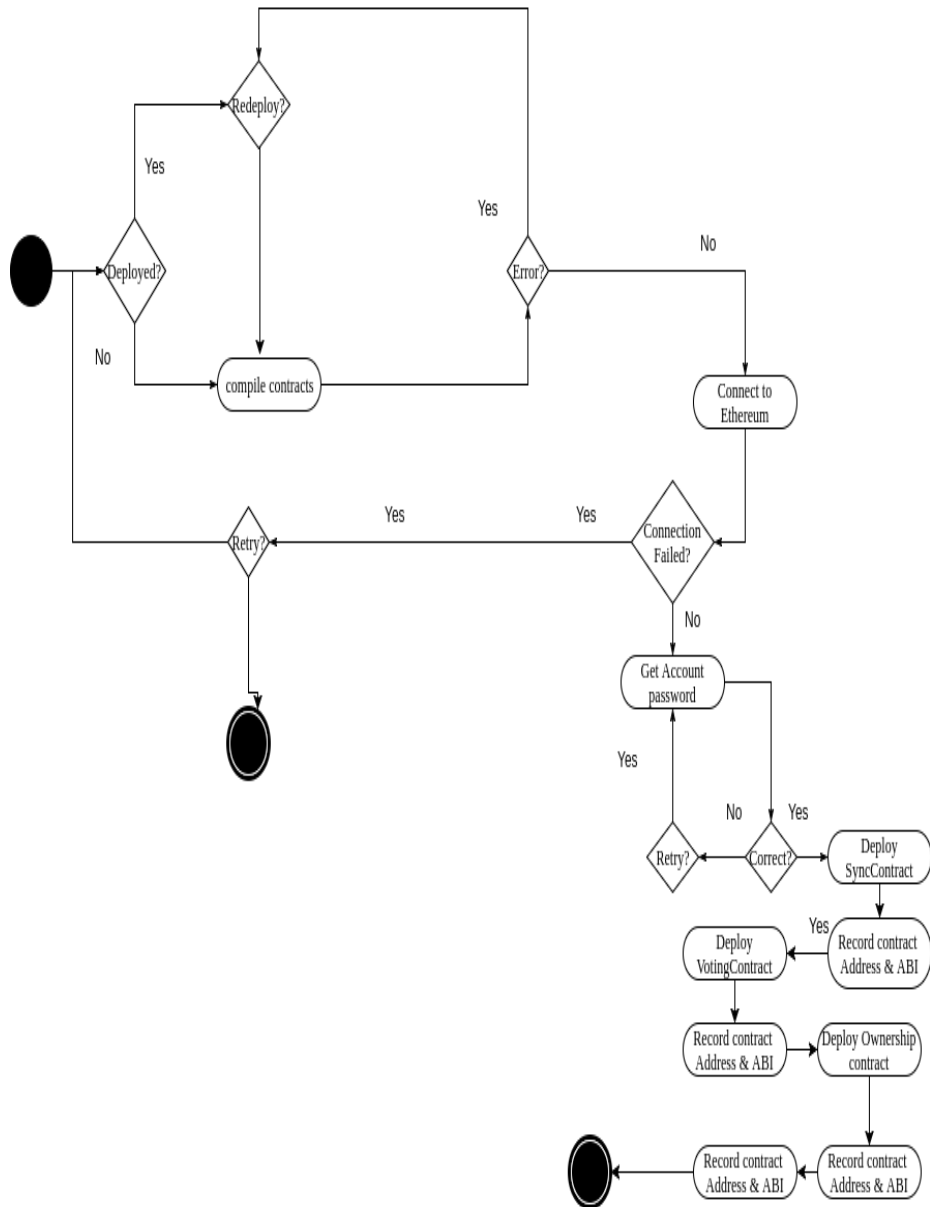 Redeploy?
Yes
Yes
No
Deployed?
Error?
No
compile contracts
Connect to
Ethereum
Yes
Yes
Connection
Failed?
Retry?
No
Get Account
password
Yes
No
Yes
Retry?
Correct?
Deploy
SyncContract
Yes
Record contract
Address & ABI
Deploy
VotingContract
Record contract
Address & ABI
Deploy Ownership
contract
Record contract
Address & ABI
Record contract
Address & ABI